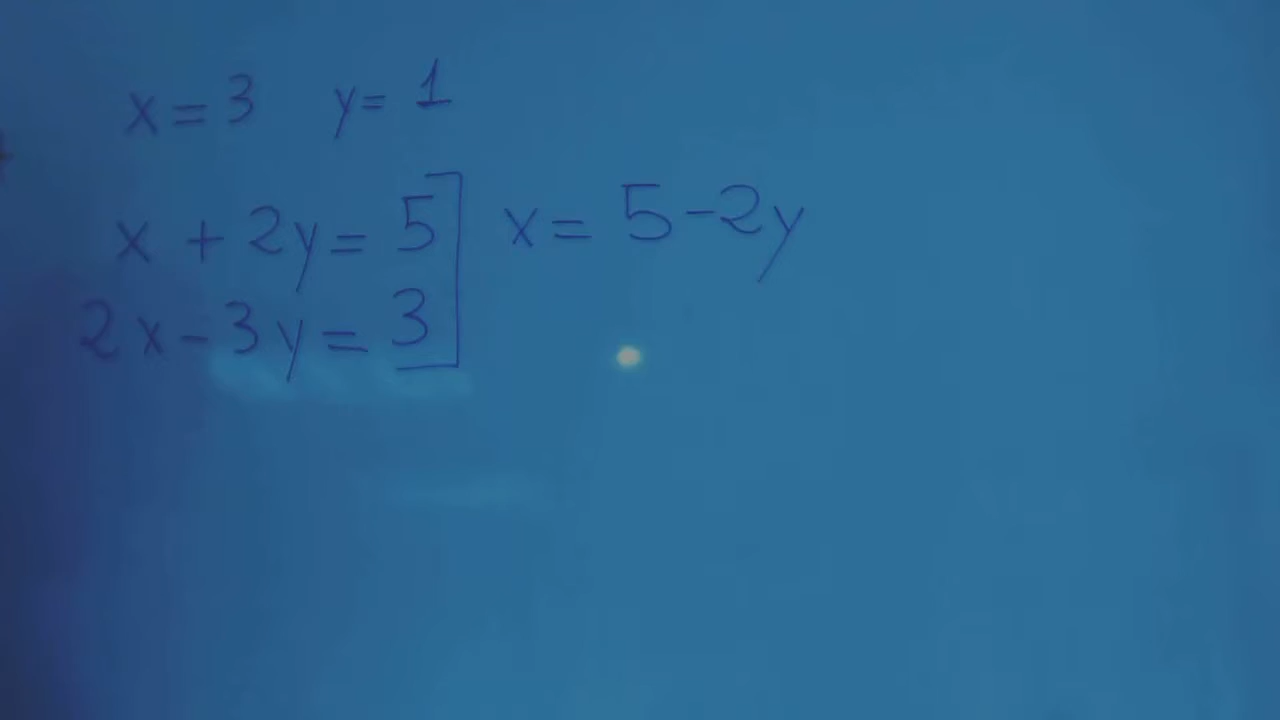 x = 3 y = 1
x + 2y = 5 x = 5 - 2y
2x - 3y = 3